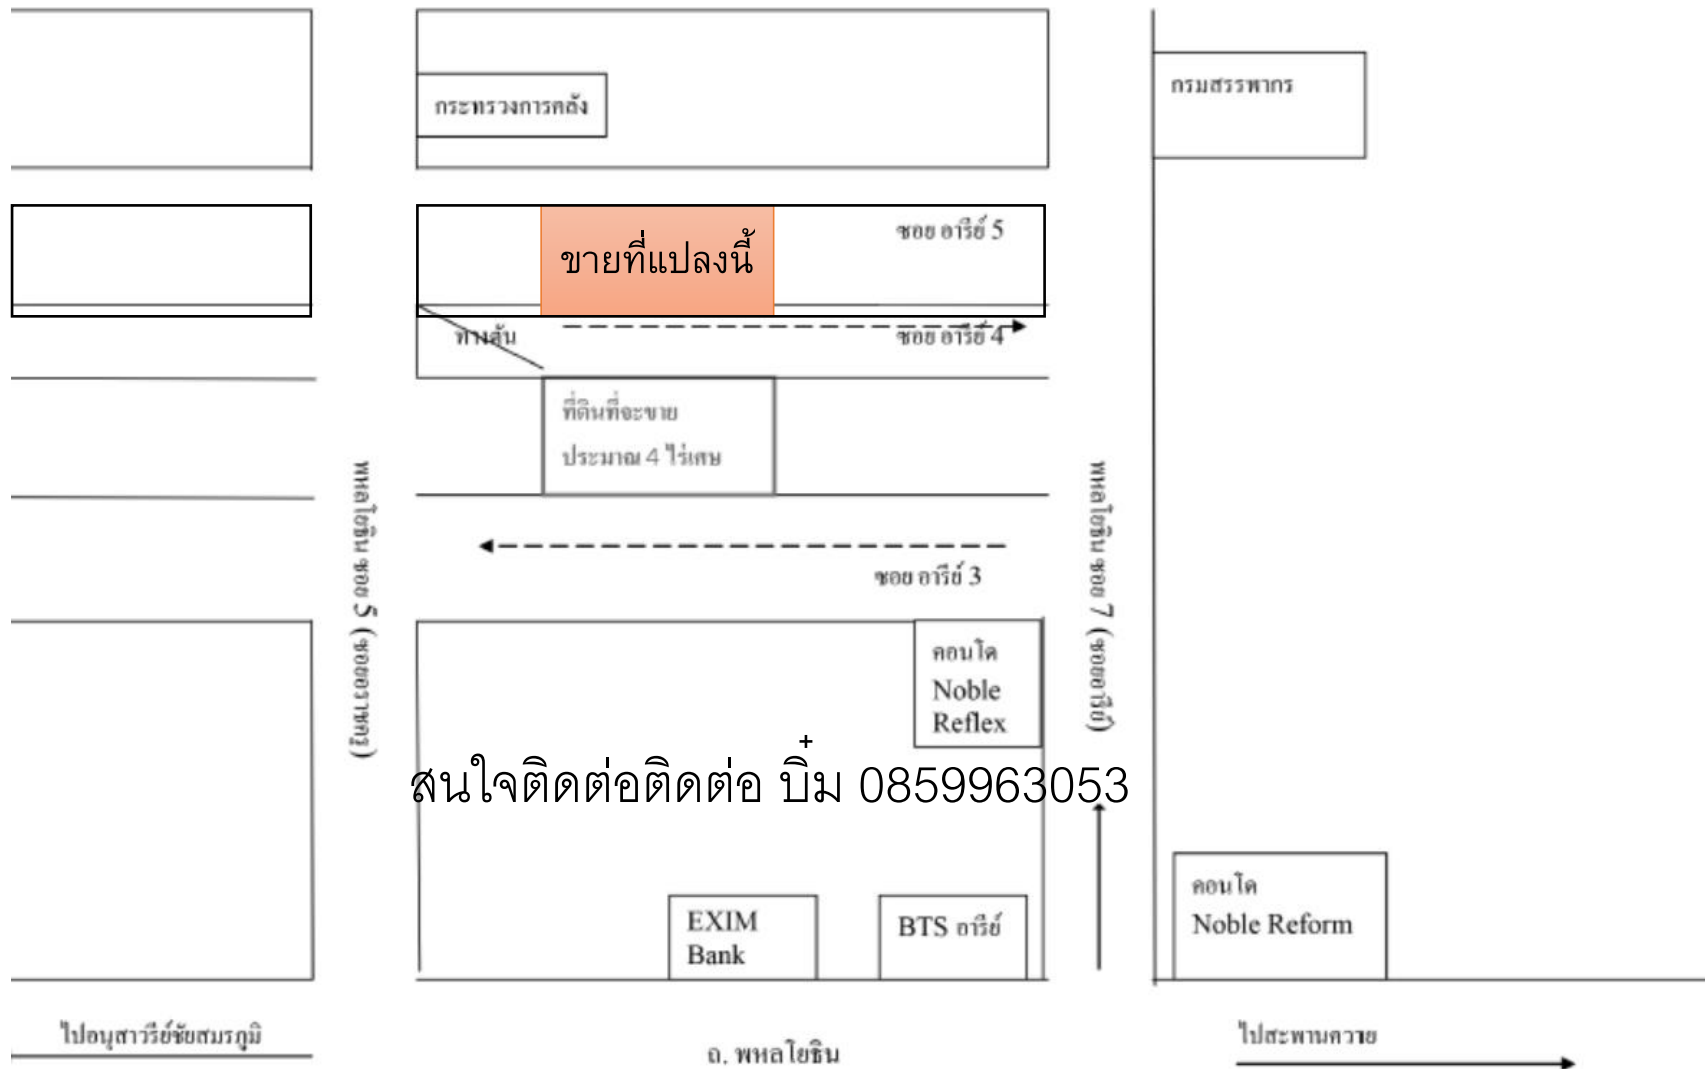 กระทรวงการคลัง
กรมสรรพากร
ซอย อารีย์ 5
ขายที่แปลงนี้
ทางตัน
ซอย อารีย์ 4
ที่ดินที่จะขาย
ประมาณ 4 ไร่เศษ
พหลโยธิน ซอย 5 (ซอยราชครู)
พหลโยธิน ซอย 7 (ซอยอารีย์)
ซอย อารีย์ 3
คอนโด
Noble
Reflex
สนใจติดต่อติดต่อ บิ๋ม 0859963053
EXIM
Bank
BTS อารีย์
คอนโด
Noble Reform
ไปอนุสาวรีย์ชัยสมรภูมิ
ถ. พหลโยธิน
ไปสะพานควาย